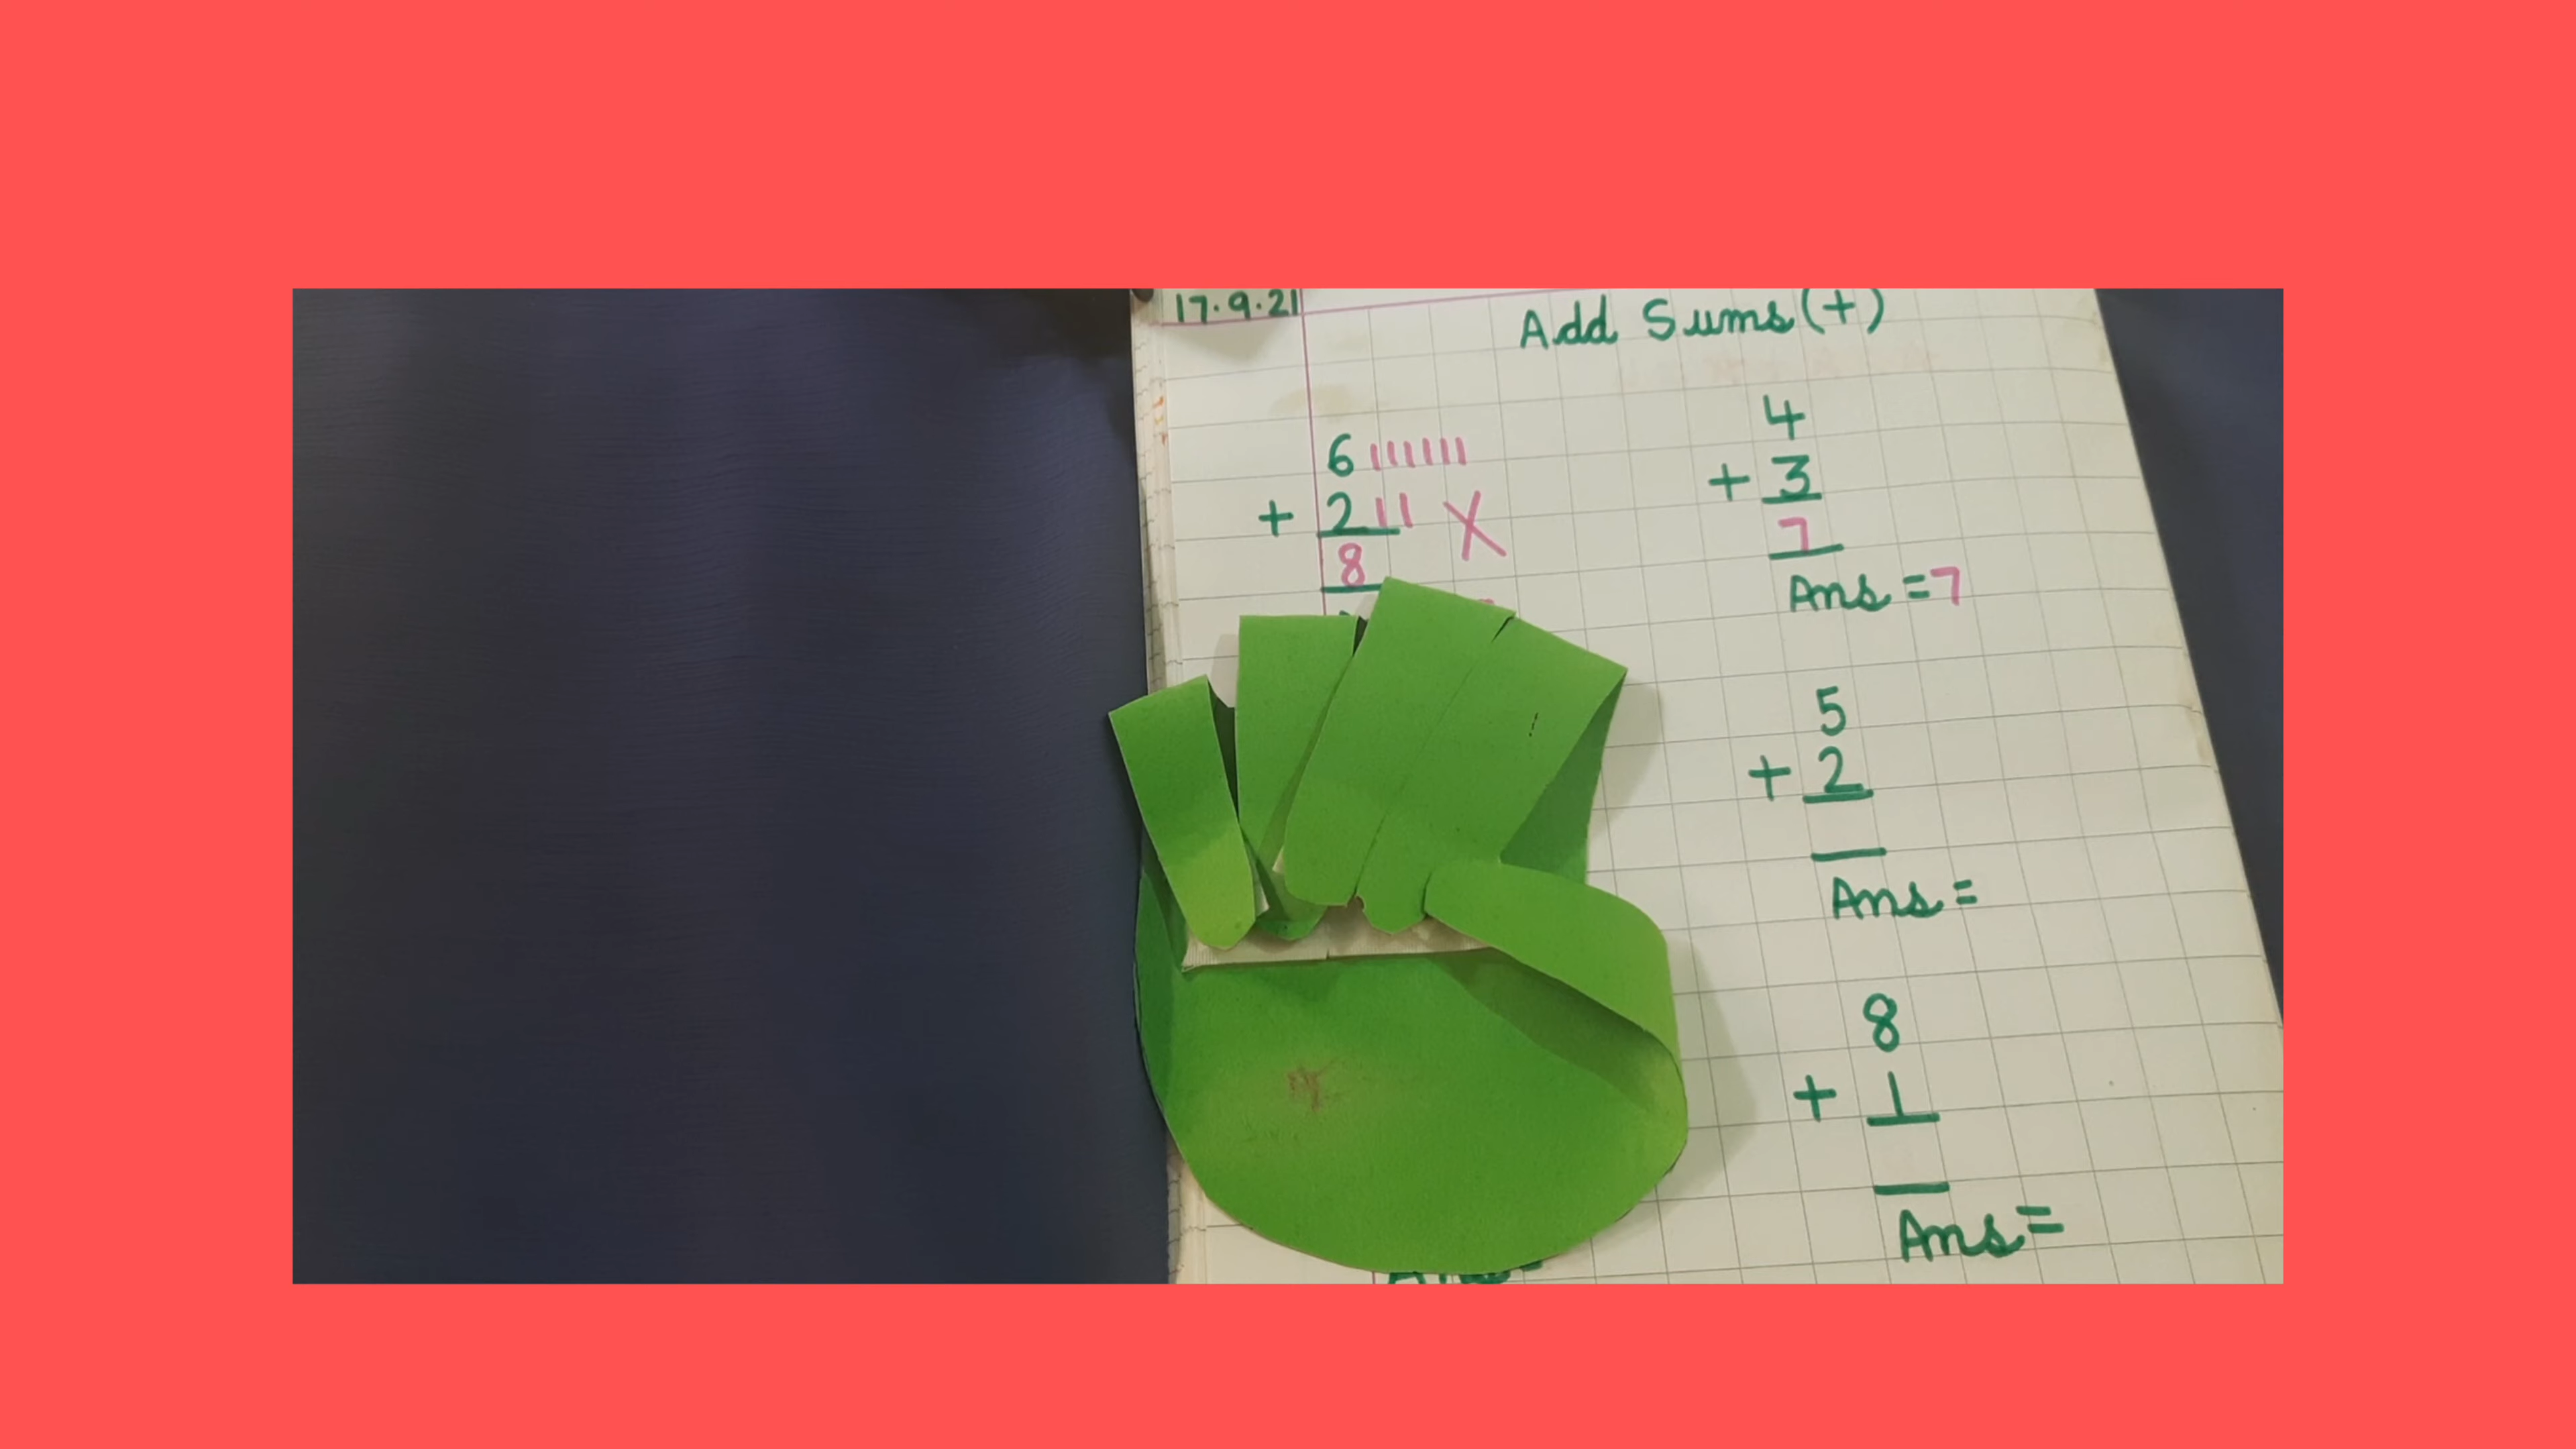 17.9.21
Add Sums (+)
6 ||||||
+ 2 || X
8
4
+ 3
7
Ans = 7
5
+ 2
Ans =
8
+ 1
Ans =